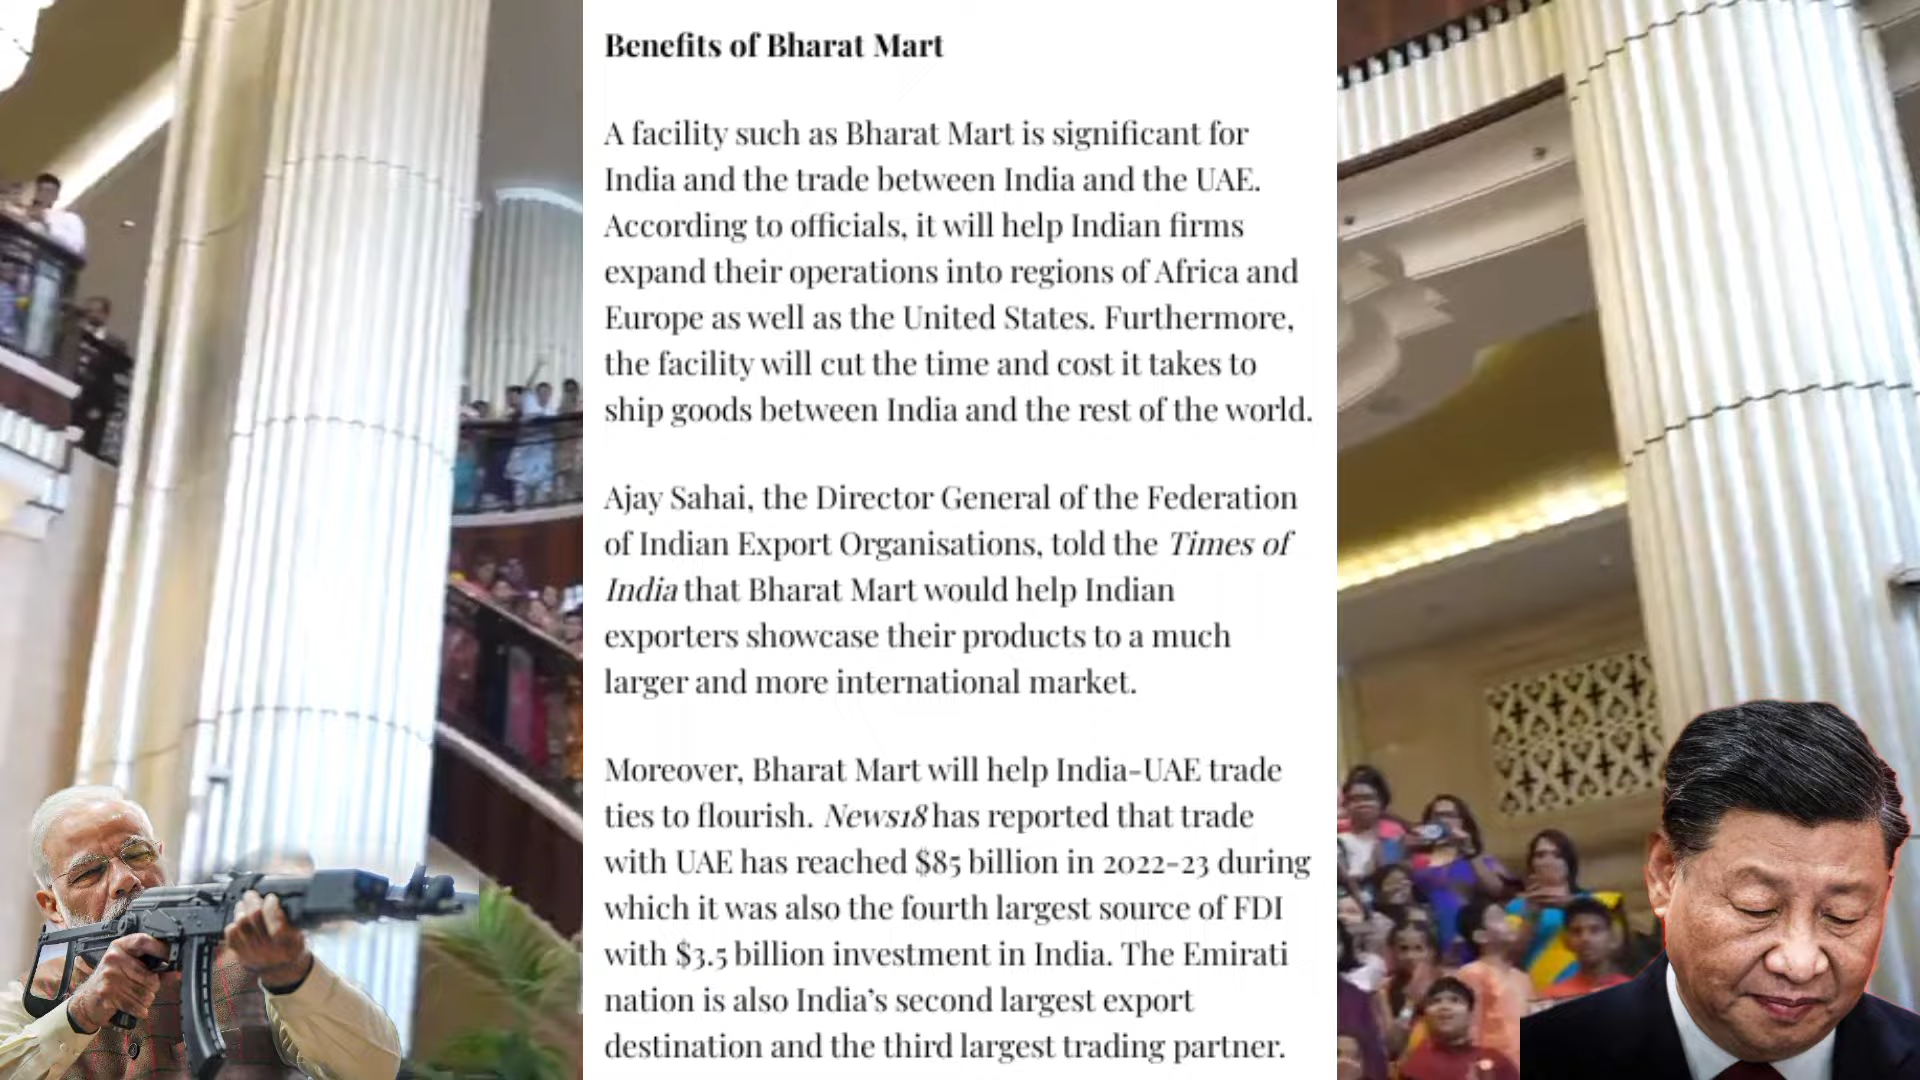 Benefits of Bharat Mart
A facility such as Bharat Mart is significant for
India and the trade between India and the UAE.
According to officials, it will help Indian firms
expand their operations into regions of Africa and
Europe as well as the United States. Furthermore,
the facility will cut the time and cost it takes to
ship goods between India and the rest of the world.
Ajay Sahai, the Director General of the Federation
of Indian Export Organisations, told the Times of
India that Bharat Mart would help Indian
exporters showcase their products to a much
larger and more international market.
Moreover, Bharat Mart will help India-UAE trade
ties to flourish. News18 has reported that trade
with UAE has reached $85 billion in 2022-23 during
which it was also the fourth largest source of FDI
with $3.5 billion investment in India. The Emirati
nation is also India's second largest export
destination and the third largest trading partner.